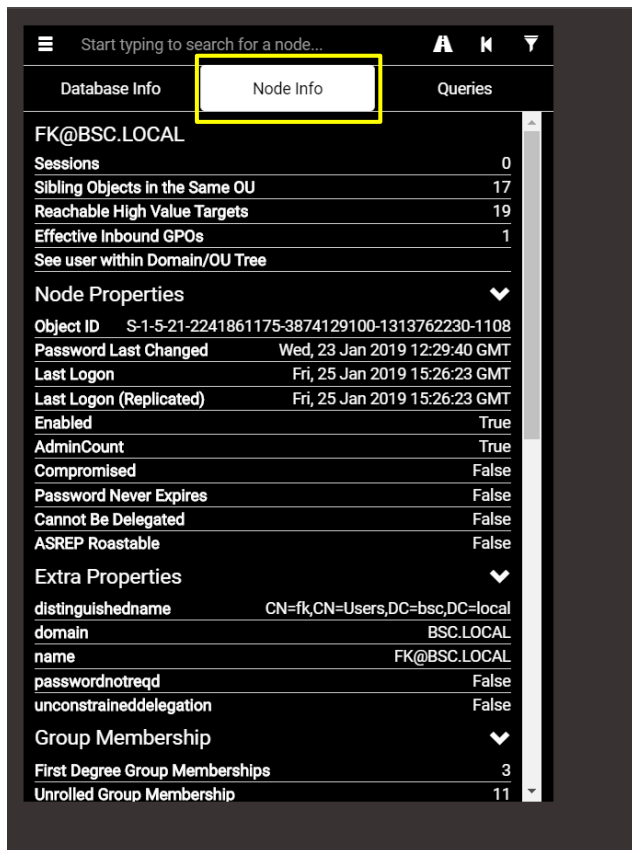 Start typing to search for a node...
Database Info Node Info Queries
FK@BSC.LOCAL
Sessions 0
Sibling Objects in the Same OU 17
Reachable High Value Targets 19
Effective Inbound GPOs 1
See user within Domain/OU Tree
Node Properties
Object ID S-1-5-21-2241861175-3874129100-1313762230-1108
Password Last Changed Wed, 23 Jan 2019 12:29:40 GMT
Last Logon Fri, 25 Jan 2019 15:26:23 GMT
Last Logon (Replicated) Fri, 25 Jan 2019 15:26:23 GMT
Enabled True
AdminCount True
Compromised False
Password Never Expires False
Cannot Be Delegated False
ASREP Roastable False
Extra Properties
distinguishedname CN=fk,CN=Users,DC=bsc,DC=local
domain BSC.LOCAL
name FK@BSC.LOCAL
passwordnotreqd False
unconstraineddelegation False
Group Membership
First Degree Group Memberships 3
Unrolled Group Membership 11